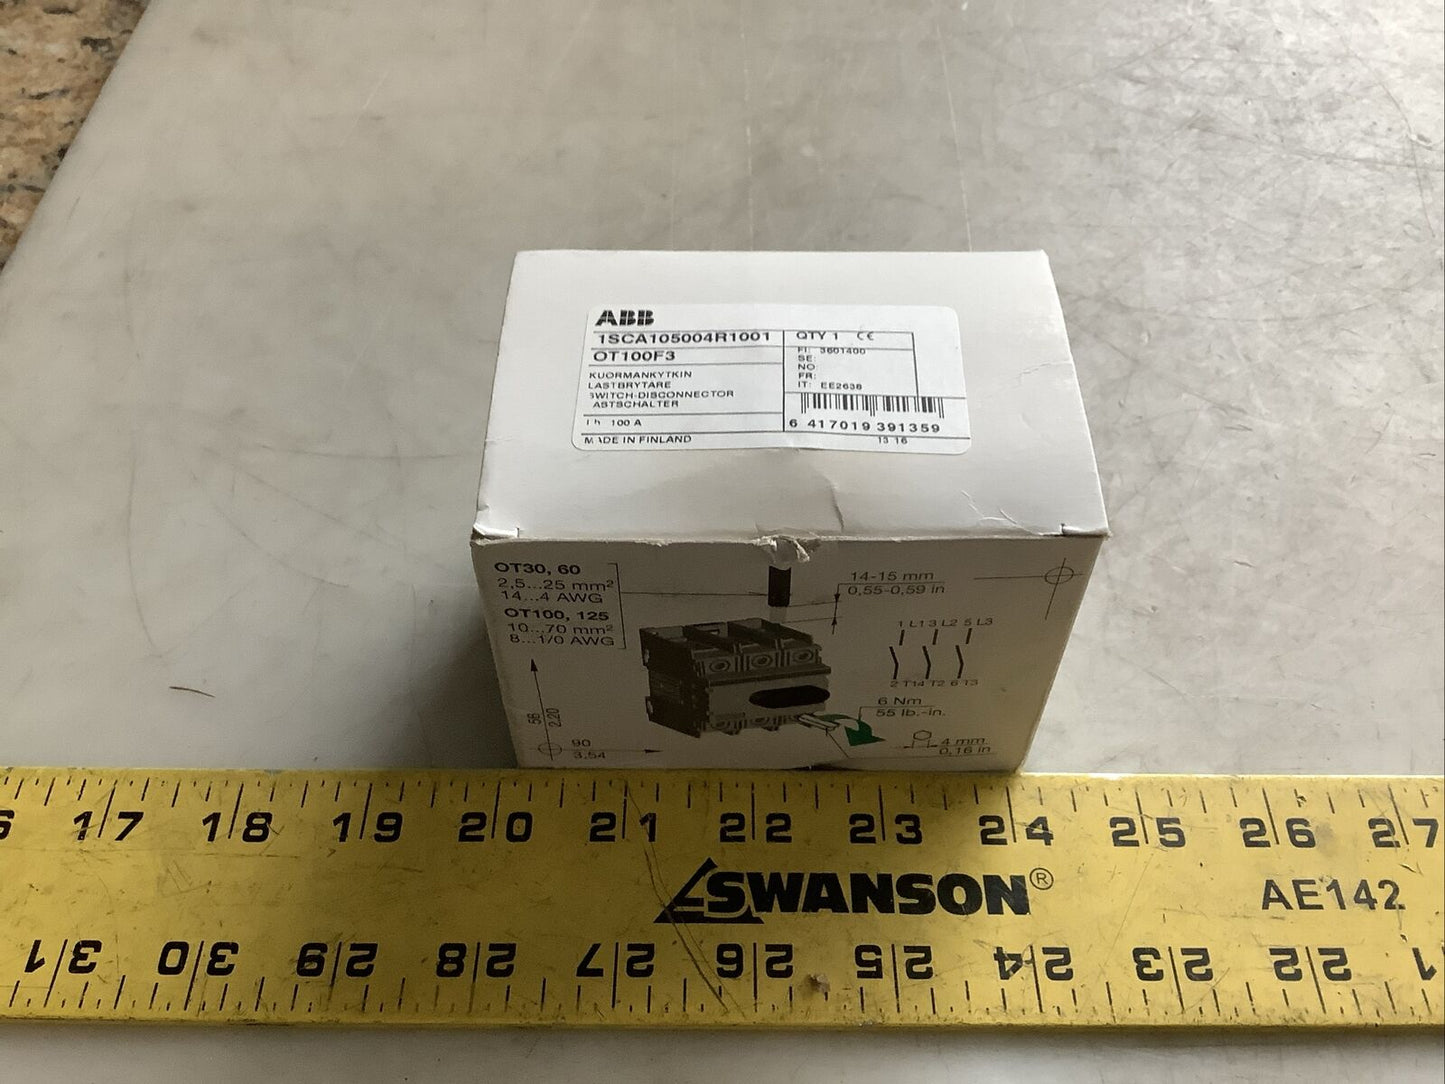 ABB
1SCA105004R1001
OT100F3
KUORMANKYTKIN
LASTBRYTARE
SWITCH-DISCONNECTOR
LASTSCHALTER
100 A
MADE IN FINLAND
QTY 1 CE
FI: 3601400
SE:
NO:
FR:
IT: EE2638
6 417019 391359
13 16
OT30, 60
2,5...25 mm²
14...4 AWG
OT100, 125
10...70 mm²
8...1/0 AWG
14-15 mm
0,55-0,59 in
1 L1 3 L2 5 L3
2 T1 4 T2 6 T3
6 Nm
55 lb.-in.
4 mm
0,16 in
56
2.20
90
3,54
6 17 18 19 20 21 22 23 24 25 26 27
SWANSON® AE142
31 30 29 28 27 26 25 24 23 22 1